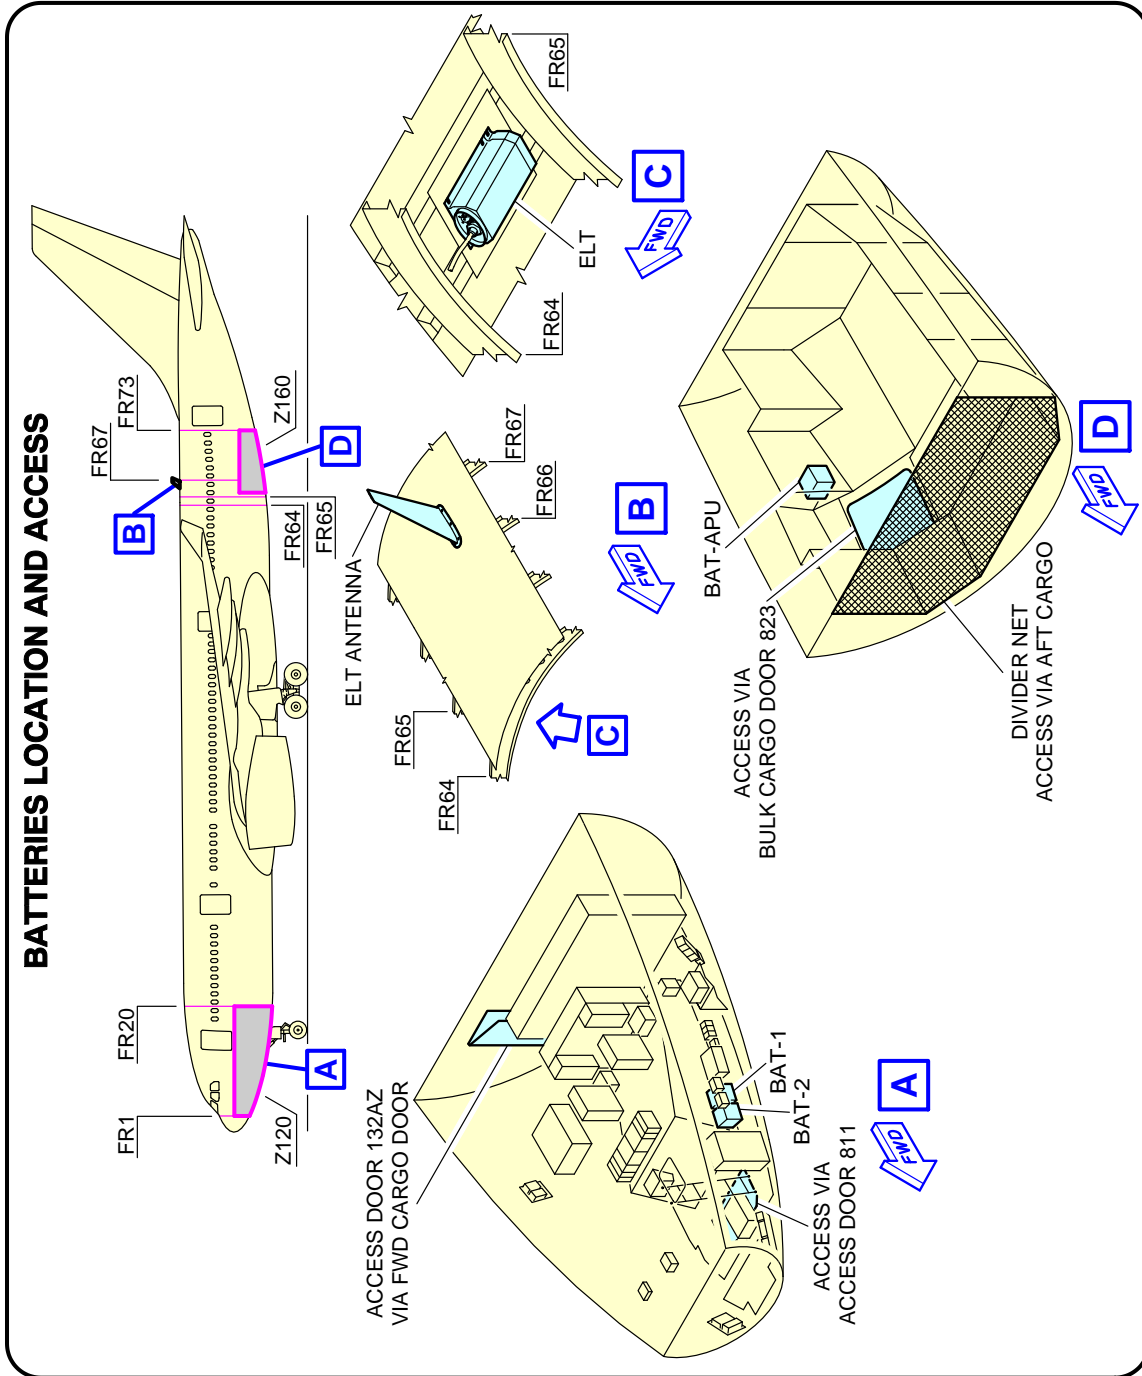 BATTERIES LOCATION AND ACCESS
FR1
FR20
FR67
FR73
B
Z120
A
FR64
FR65
D
Z160
ACCESS DOOR 132AZ
VIA FWD CARGO DOOR
ACCESS VIA
ACCESS DOOR 811
BAT-2
BAT-1
FWD
A
ELT ANTENNA
FR64
FR65
FR66
FR67
C
FWD
B
FR64
FR65
ELT
FWD
C
BAT-APU
ACCESS VIA
BULK CARGO DOOR 823
DIVIDER NET
ACCESS VIA AFT CARGO
FWD
D